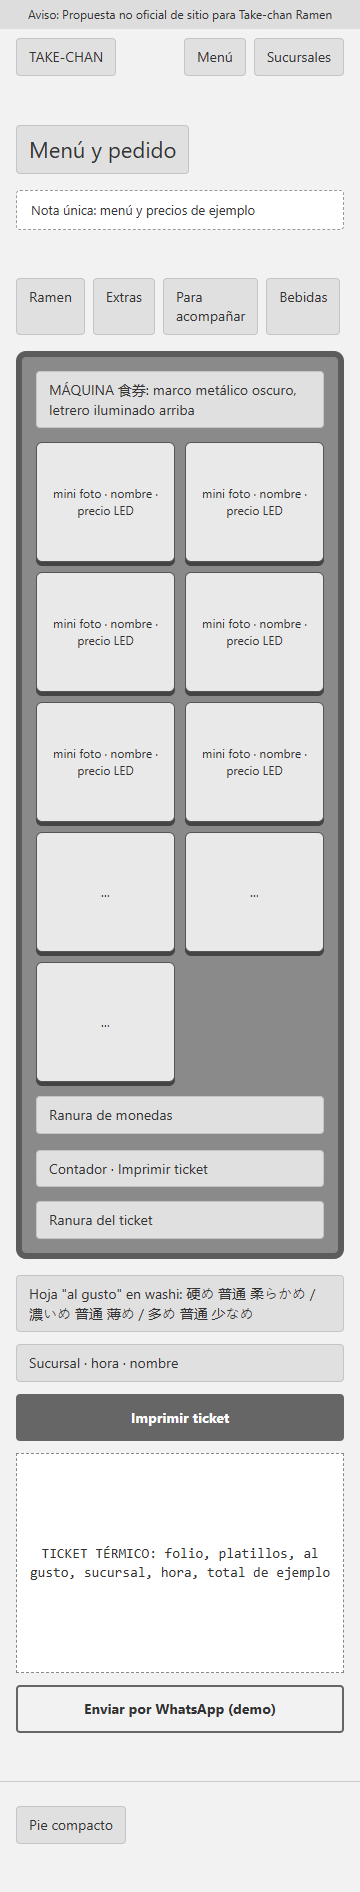 Aviso: Propuesta no oficial de sitio para Take-chan Ramen
TAKE-CHAN
Menú
Sucursales
Menú y pedido
Nota única: menú y precios de ejemplo
Ramen
Extras
Para
acompañar
Bebidas
MÁQUINA 食券: marco metálico oscuro,
letrero iluminado arriba
mini foto · nombre ·
precio LED
mini foto · nombre ·
precio LED
mini foto · nombre ·
precio LED
mini foto · nombre ·
precio LED
mini foto · nombre ·
precio LED
mini foto · nombre ·
precio LED
...
...
...
Ranura de monedas
Contador · Imprimir ticket
Ranura del ticket
Hoja "al gusto" en washi: 硬め 普通 柔らかめ /
濃いめ 普通 薄め / 多め 普通 少なめ
Sucursal · hora · nombre
Imprimir ticket
TICKET TÉRMICO: folio, platillos, al
gusto, sucursal, hora, total de ejemplo
Enviar por WhatsApp (demo)
Pie compacto